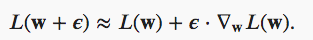 L(w + ϵ) ≈ L(w) + ϵ · ∇_w L(w).